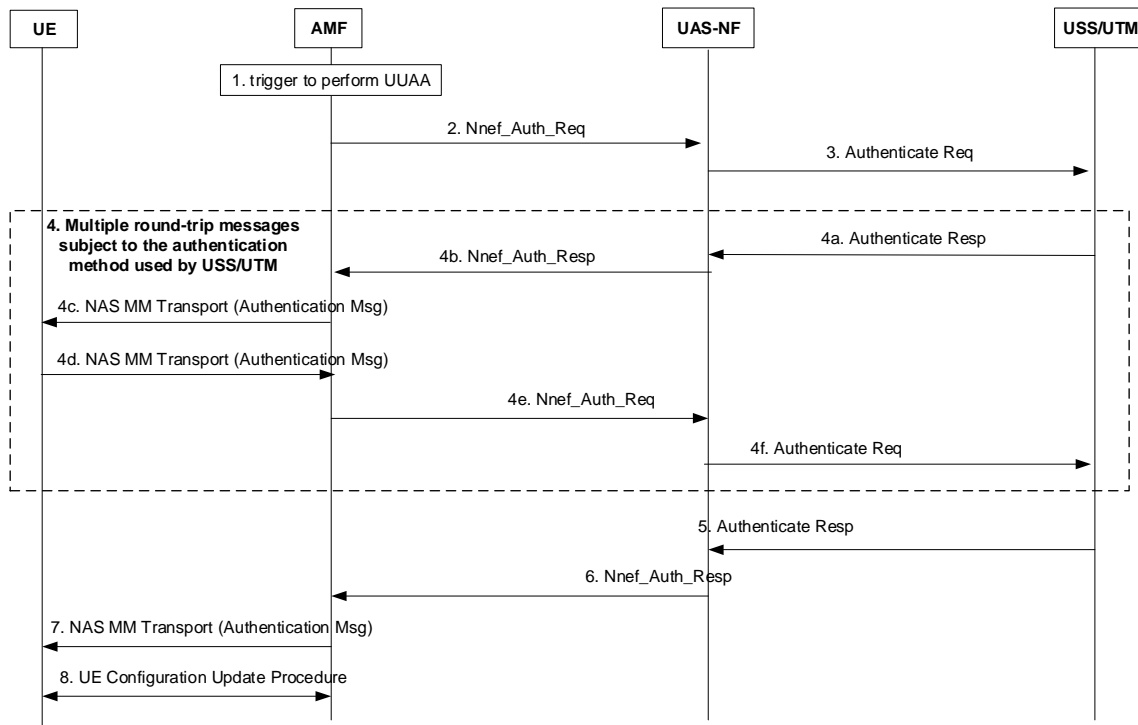 UE
AMF
UAS-NF
USS/UTM
1. trigger to perform UUAA
2. Nnef_Auth_Req
3. Authenticate Req
4. Multiple round-trip messages
subject to the authentication
method used by USS/UTM
4a. Authenticate Resp
4b. Nnef_Auth_Resp
4c. NAS MM Transport (Authentication Msg)
4d. NAS MM Transport (Authentication Msg)
4e. Nnef_Auth_Req
4f. Authenticate Req
5. Authenticate Resp
6. Nnef_Auth_Resp
7. NAS MM Transport (Authentication Msg)
8. UE Configuration Update Procedure